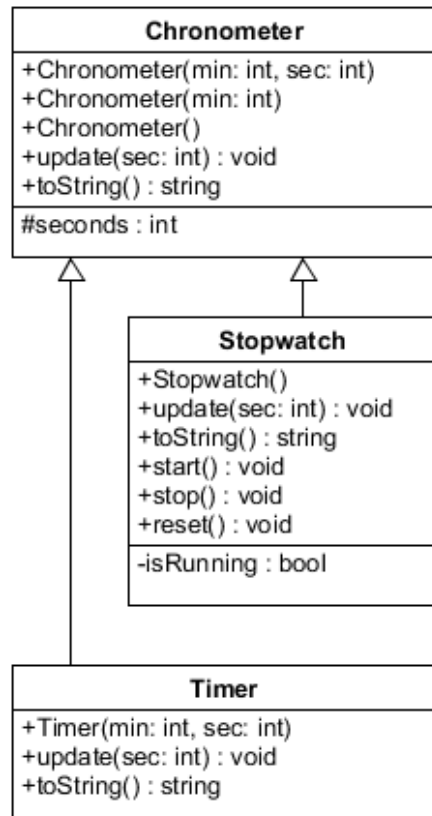 Chronometer
+Chronometer(min: int, sec: int)
+Chronometer(min: int)
+Chronometer()
+update(sec: int) : void
+toString() : string
#seconds : int
Stopwatch
+Stopwatch()
+update(sec: int) : void
+toString() : string
+start() : void
+stop() : void
+reset() : void
-isRunning : bool
Timer
+Timer(min: int, sec: int)
+update(sec: int) : void
+toString() : string